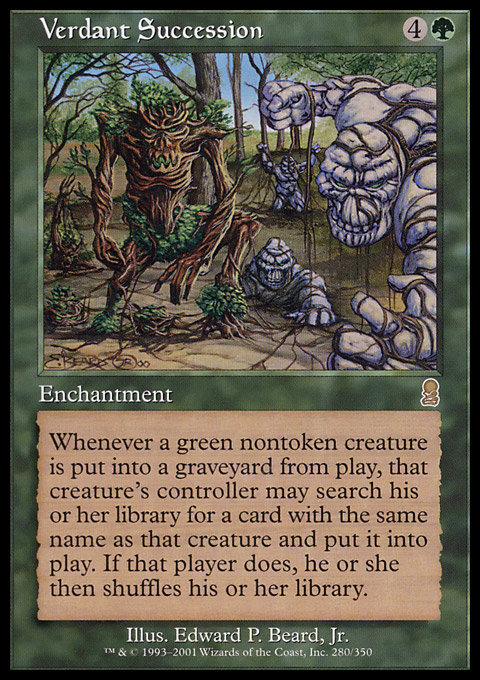 Verdant Succession 4
Enchantment
Whenever a green nontoken creature
is put into a graveyard from play, that
creature's controller may search his
or her library for a card with the same
name as that creature and put it into
play. If that player does, he or she
then shuffles his or her library.
Illus. Edward P. Beard, Jr.
™ & © 1993–2001 Wizards of the Coast, Inc. 280/350